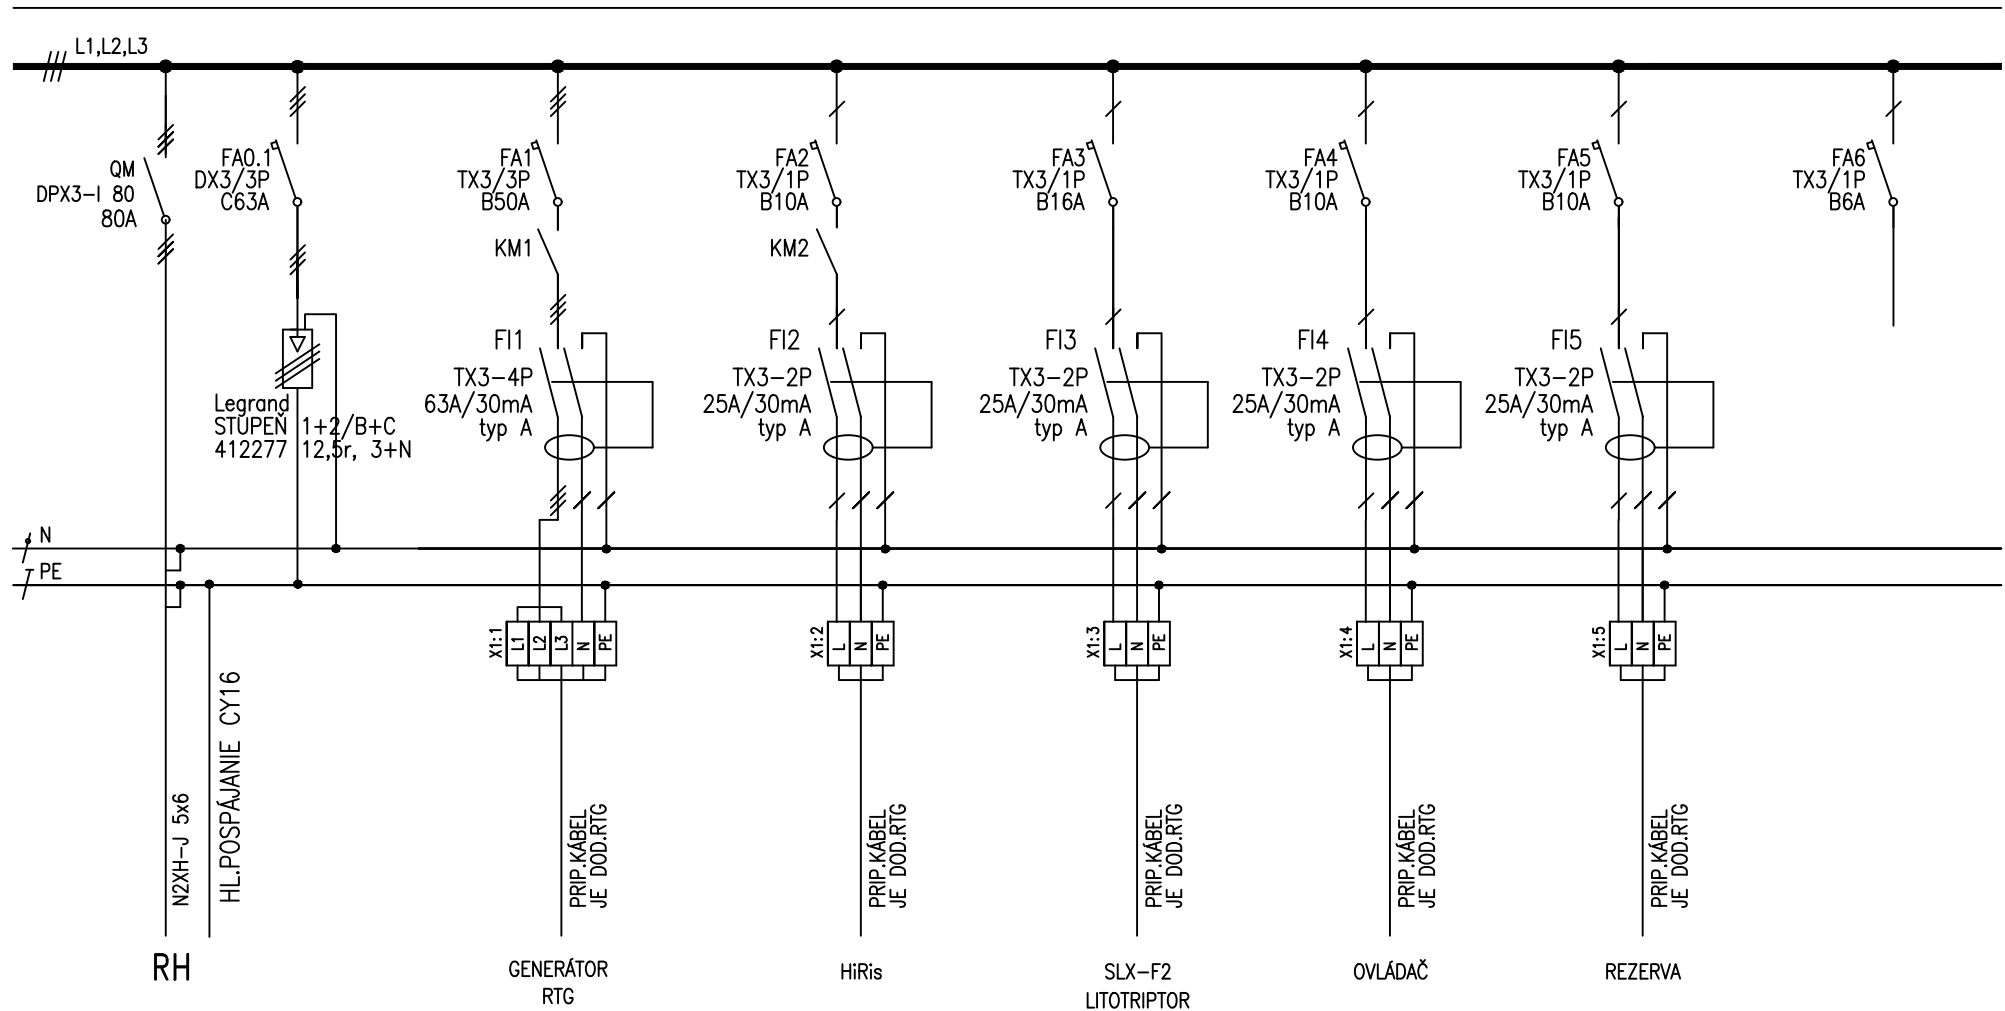 L1,L2,L3
QM
DPX3-I 80
80A
FA0.1
DX3/3P
C63A
FA1
TX3/3P
B50A
FA2
TX3/1P
B10A
FA3
TX3/1P
B16A
FA4
TX3/1P
B10A
FA5
TX3/1P
B10A
FA6
TX3/1P
B6A
KM1
KM2
FI1
TX3-4P
63A/30mA
typ A
FI2
TX3-2P
25A/30mA
typ A
FI3
TX3-2P
25A/30mA
typ A
FI4
TX3-2P
25A/30mA
typ A
FI5
TX3-2P
25A/30mA
typ A
Legrand
STUPEŇ 1+2/B+C
412277 12,5r, 3+N
N
PE
X1:1
L1
L2
L3
N
PE
X1:2
L
N
PE
X1:3
L
N
PE
X1:4
L
N
PE
X1:5
L
N
PE
N2XH-J 5x6
HL.POSPÁJANIE CY16
PRIP.KÁBEL
JE DOD.RTG
PRIP.KÁBEL
JE DOD.RTG
PRIP.KÁBEL
JE DOD.RTG
PRIP.KÁBEL
JE DOD.RTG
PRIP.KÁBEL
JE DOD.RTG
RH
GENERÁTOR
RTG
HiRis
SLX-F2
LITOTRIPTOR
OVLÁDAČ
REZERVA